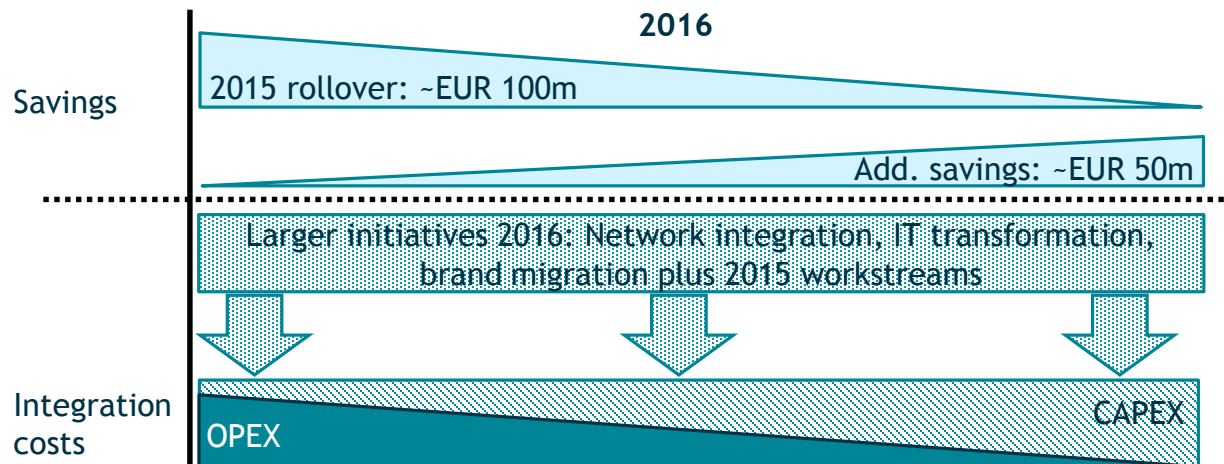 2016
Savings
2015 rollover: ~EUR 100m
Add. savings: ~EUR 50m
Larger initiatives 2016: Network integration, IT transformation,
brand migration plus 2015 workstreams
Integration
costs
OPEX
CAPEX